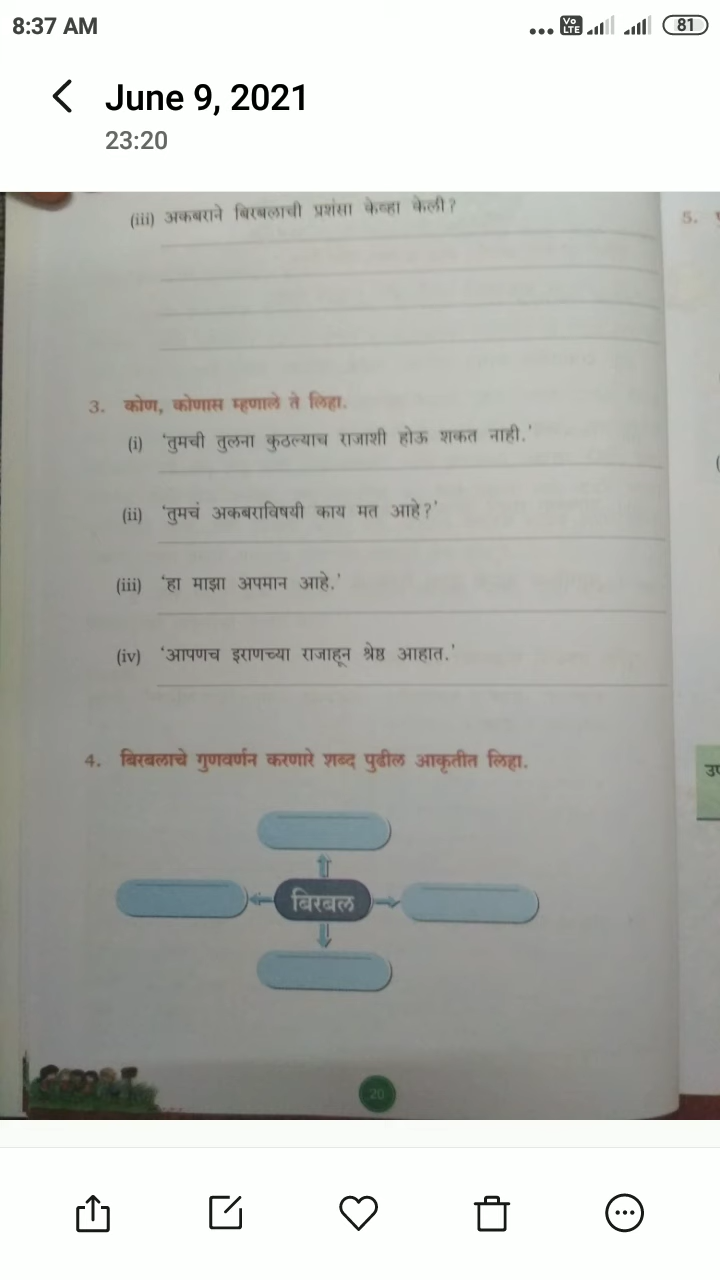 8:37 AM
Vo LTE
81
June 9, 2021
23:20
(iii) अकबराने बिरबलाची प्रशंसा केव्हा केली?
5.
3. कोण, कोणास म्हणाले ते लिहा.
(i) 'तुमची तुलना कुठल्याच राजाशी होऊ शकत नाही.'
(ii) 'तुमचं अकबराविषयी काय मत आहे?'
(iii) 'हा माझा अपमान आहे.'
(iv) 'आपणच इराणच्या राजाहून श्रेष्ठ आहात.'
4. बिरबलाचे गुणवर्णन करणारे शब्द पुढील आकृतीत लिहा.
बिरबल
20